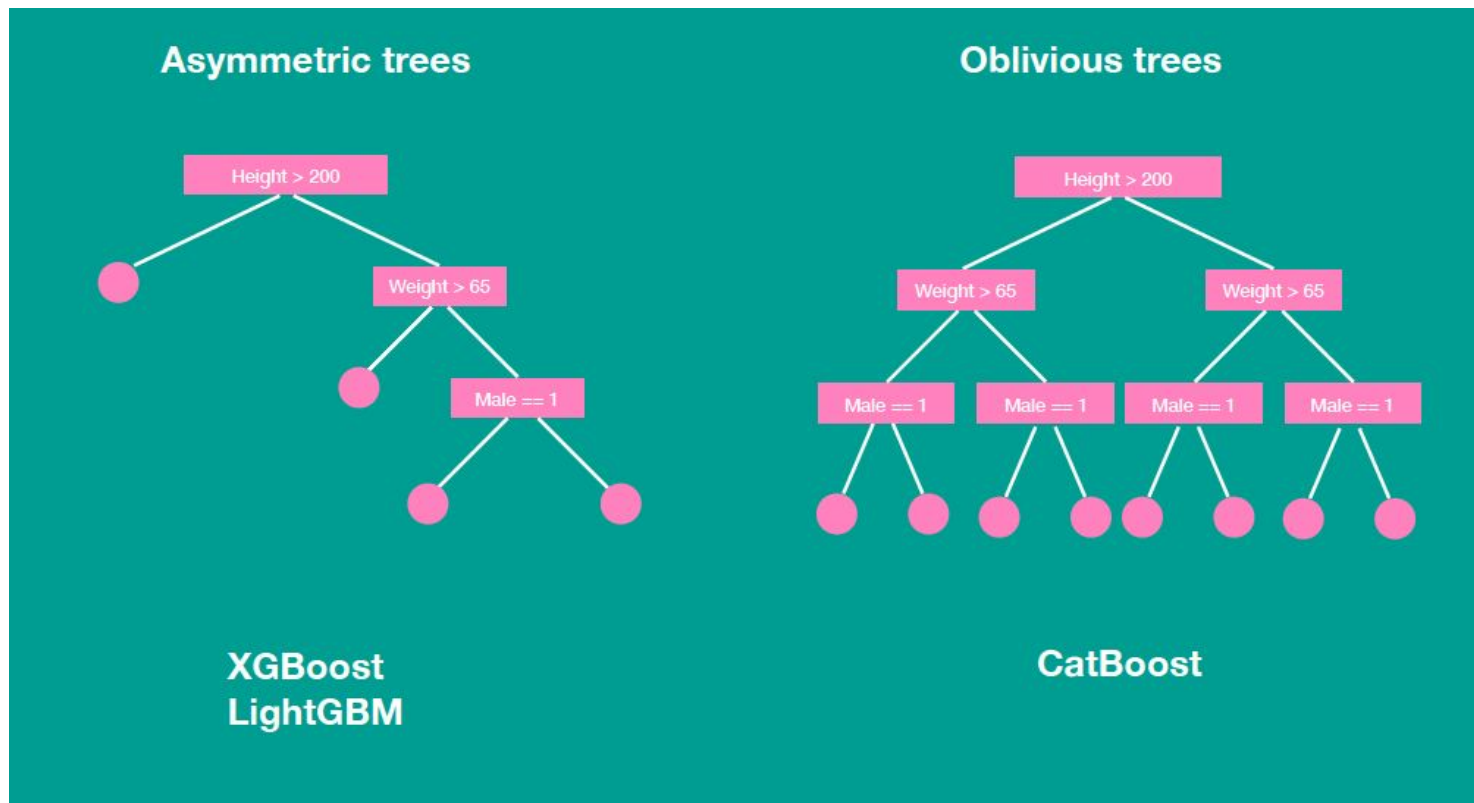 Asymmetric trees
Height > 200
Weight > 65
Male == 1
XGBoost
LightGBM
Oblivious trees
Height > 200
Weight > 65
Weight > 65
Male == 1
Male == 1
Male == 1
Male == 1
CatBoost